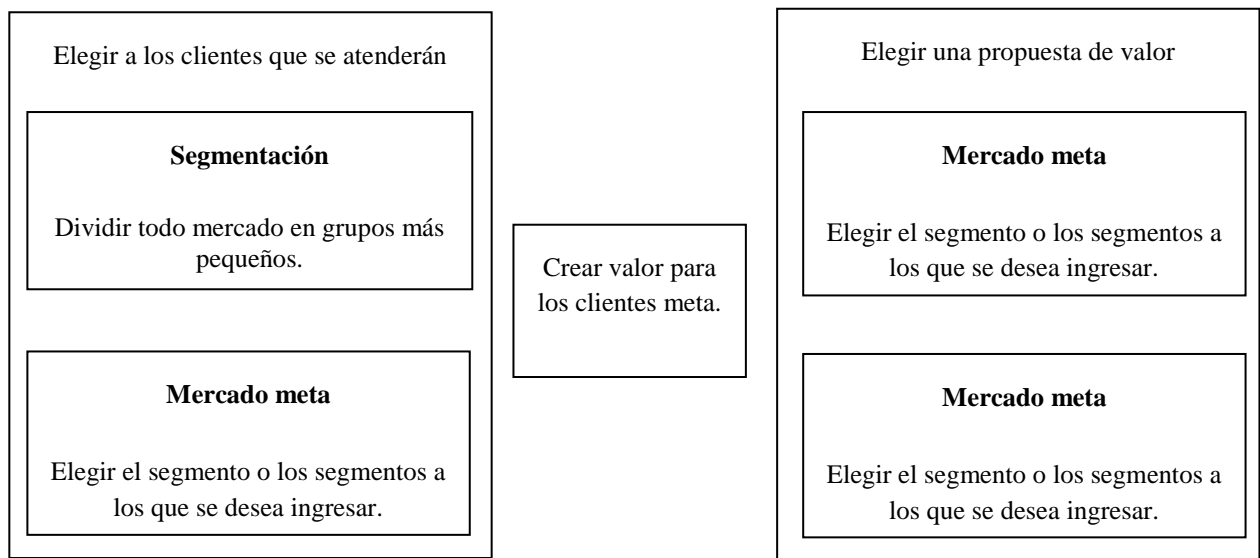 Elegir a los clientes que se atenderán
Segmentación
Dividir todo mercado en grupos más
pequeños.
Mercado meta
Elegir el segmento o los segmentos a
los que se desea ingresar.
Crear valor para
los clientes meta.
Elegir una propuesta de valor
Mercado meta
Elegir el segmento o los segmentos a
los que se desea ingresar.
Mercado meta
Elegir el segmento o los segmentos a
los que se desea ingresar.